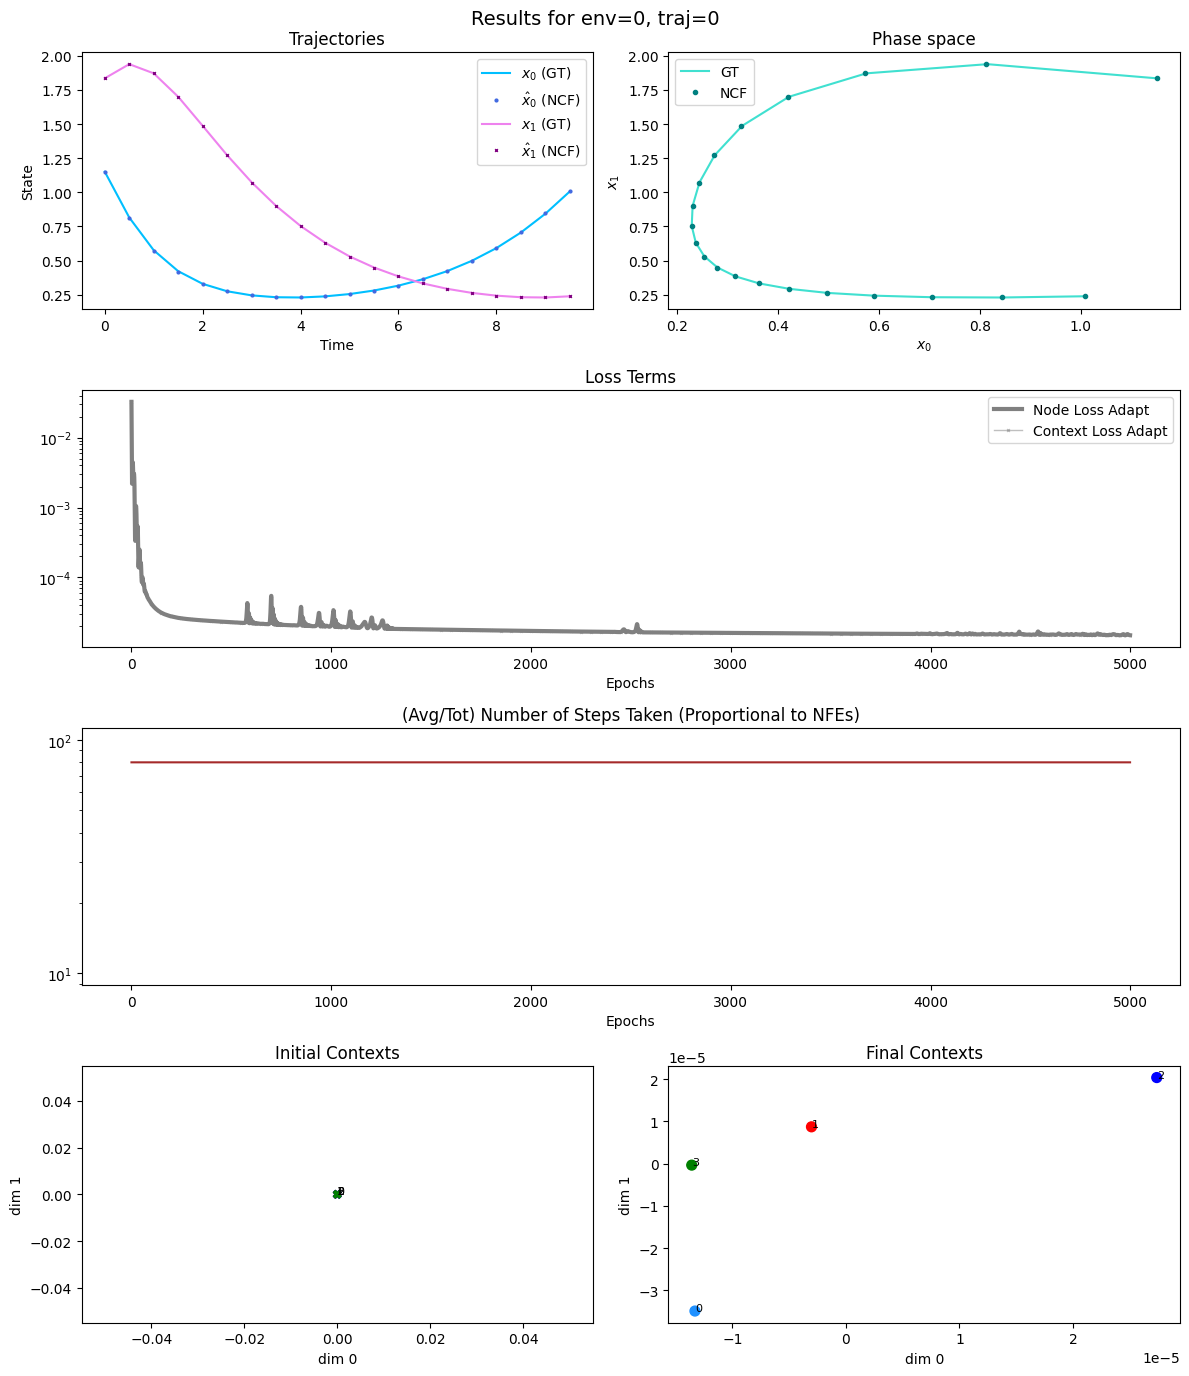 Results for env=0, traj=0
Trajectories
2.00
1.75
1.50
1.25
1.00
0.75
0.50
0.25
State
0
2
4
6
8
Time
x₀ (GT)
x̂₀ (NCF)
x₁ (GT)
x̂₁ (NCF)
Phase space
2.00
1.75
1.50
1.25
1.00
0.75
0.50
0.25
x₁
0.2
0.4
0.6
0.8
1.0
x₀
GT
NCF
Loss Terms
10⁻²
10⁻³
10⁻⁴
0
1000
2000
3000
4000
5000
Epochs
Node Loss Adapt
Context Loss Adapt
(Avg/Tot) Number of Steps Taken (Proportional to NFEs)
10²
10¹
0
1000
2000
3000
4000
5000
Epochs
Initial Contexts
0.04
0.02
0.00
−0.02
−0.04
dim 1
−0.04
−0.02
0.00
0.02
0.04
dim 0
Final Contexts
1e−5
2
1
0
−1
−2
−3
dim 1
2
1
3
0
−1
0
1
2
1e−5
dim 0